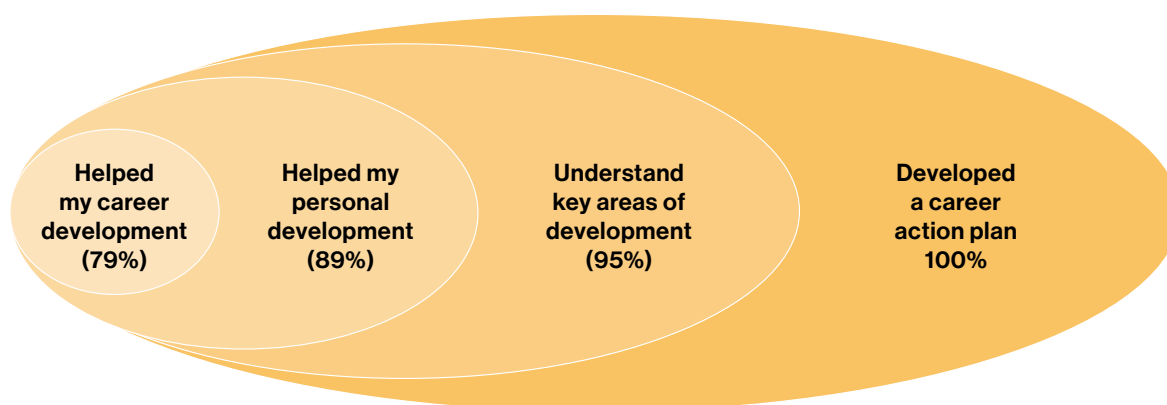 Helped
my career
development
(79%)
Helped my
personal
development
(89%)
Understand
key areas of
development
(95%)
Developed
a career
action plan
100%